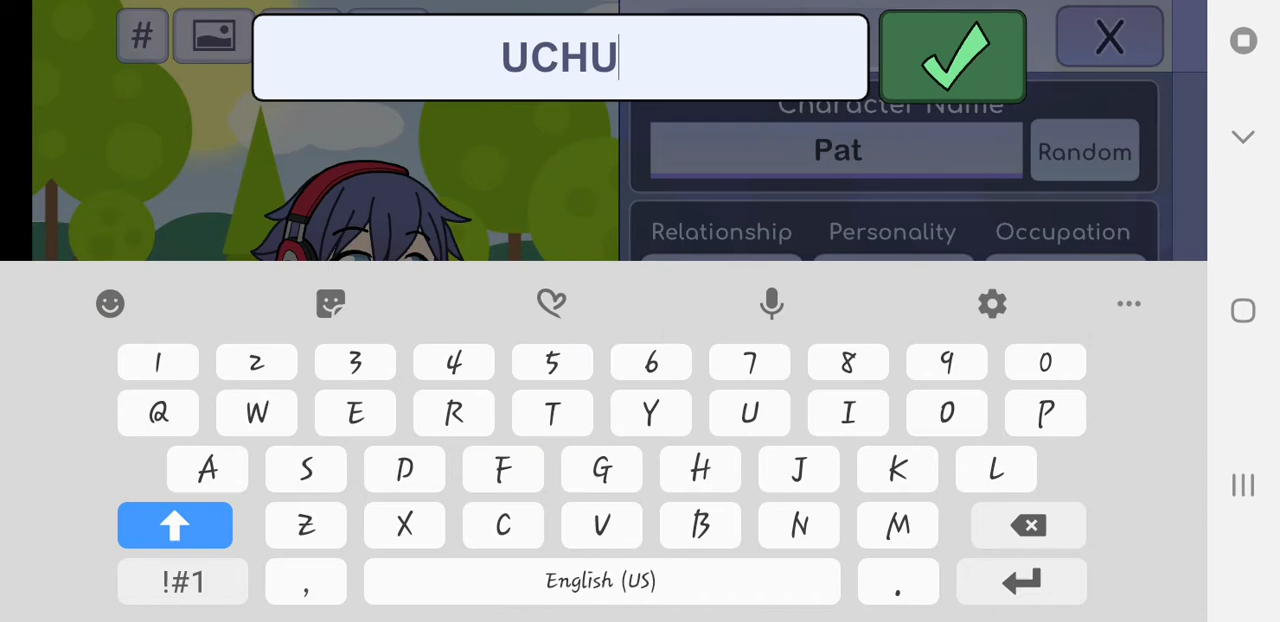 #
UCHU
X
Character Name
Pat
Random
Relationship Personality Occupation
1 2 3 4 5 6 7 8 9 0
Q W E R T Y U I O P
A S D F G H J K L
Z X C V B N M
!#1 , English (US) .